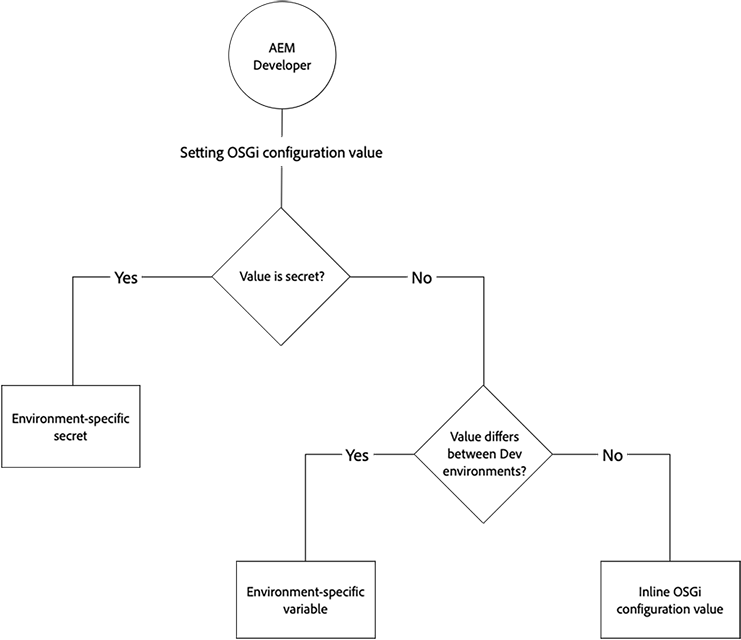 AEM
Developer
Setting OSGi configuration value
Value is secret?
Yes
No
Environment-specific
secret
Value differs
between Dev
environments?
Yes
No
Environment-specific
variable
Inline OSGi
configuration value